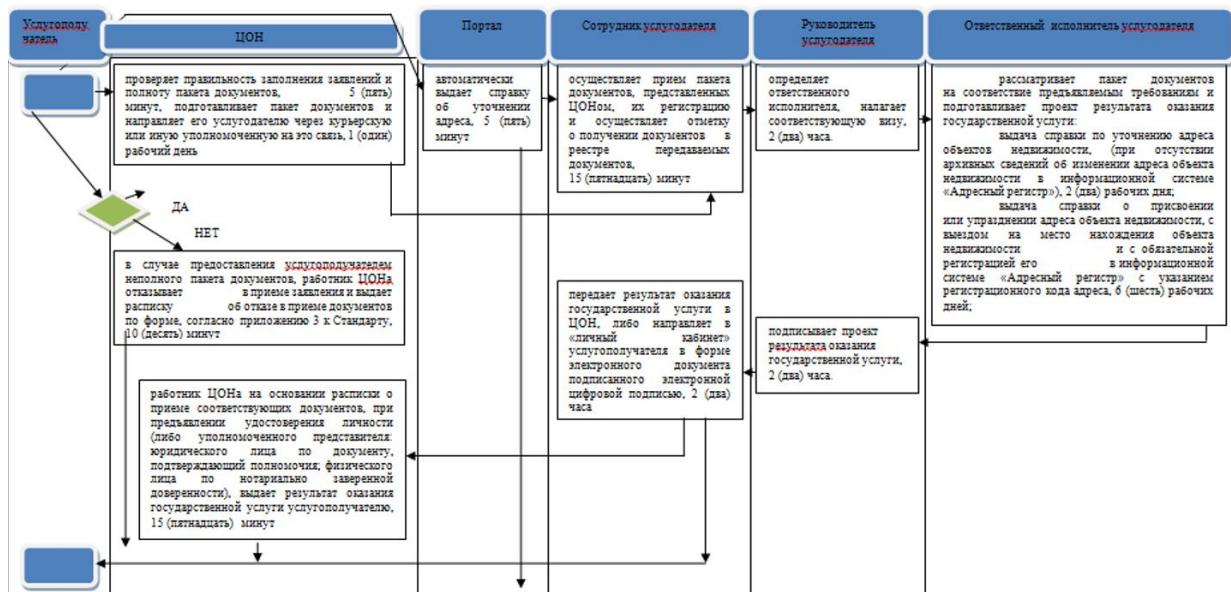 Услугополу
чатель
ЦОН
Портал
Сотрудник услугодателя
Руководитель
услугодателя
Ответственный исполнитель услугодателя
проверяет правильность заполнения заявлений и
полноту пакета документов, 5 (пять)
минут, подготавливает пакет документов и
направляет его услугодателю через курьерскую
или иную уполномоченную на это связь, 1 (один)
рабочий день
автоматически
выдает справку
об уточнении
адреса, 5 (пять)
минут
осуществляет прием пакета
документов, представленных
ЦОНом, их регистрацию
и осуществляет отметку
о получении документов в
реестре передаваемых
документов,
15 (пятнадцать) минут
определяет
ответственного
исполнителя, налагает
соответствующую визу,
2 (два) часа.
рассматривает пакет документов
на соответствие предъявляемым требованиям и
подготавливает проект результата оказания
государственной услуги:
выдача справки по уточнению адреса
объектов недвижимости, (при отсутствии
архивных сведений об изменении адреса объекта
недвижимости в информационной системе
«Адресный регистр»), 2 (два) рабочих дня;
выдача справки о присвоении
или упразднении адреса объекта недвижимости, с
выездом на место нахождения объекта
недвижимости и с обязательной
регистрацией его в информационной
системе «Адресный регистр» с указанием
регистрационного кода адреса, 6 (шесть) рабочих
дней;
ДА
НЕТ
в случае предоставления услугополучателем
неполного пакета документов, работник ЦОНа
отказывает в приеме заявления и выдает
расписку об отказе в приеме документов
по форме, согласно приложению 3 к Стандарту,
10 (десять) минут
передает результат оказания
государственной услуги в
ЦОН, либо направляет в
«личный кабинет»
услугополучателя в форме
электронного документа
подписанного электронной
цифровой подписью, 2 (два)
часа
подписывает проект
результата оказания
государственной услуги,
2 (два) часа.
работник ЦОНа на основании расписки о
приеме соответствующих документов, при
предъявлении удостоверения личности
(либо уполномоченного представителя:
юридического лица по документу,
подтверждающий полномочия; физического
лица по нотариально заверенной
доверенности), выдает результат оказания
государственной услуги услугополучателю,
15 (пятнадцать) минут